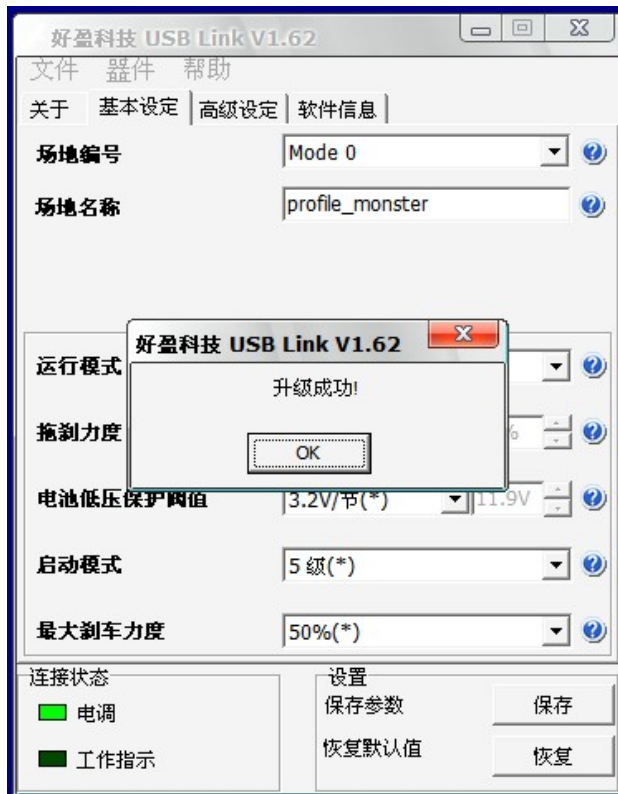 好盈科技 USB Link V1.62
文件 器件 帮助
关于 基本设定 高级设定 软件信息
场地编号 Mode 0
场地名称 profile_monster
好盈科技 USB Link V1.62
运行模式
升级成功!
拖刹力度 %
OK
电池低压保护阈值 3.2V/节(*) 11.9V
启动模式 5 级(*)
最大刹车力度 50%(*)
连接状态 设置
电调 保存参数 保存
工作指示 恢复默认值 恢复